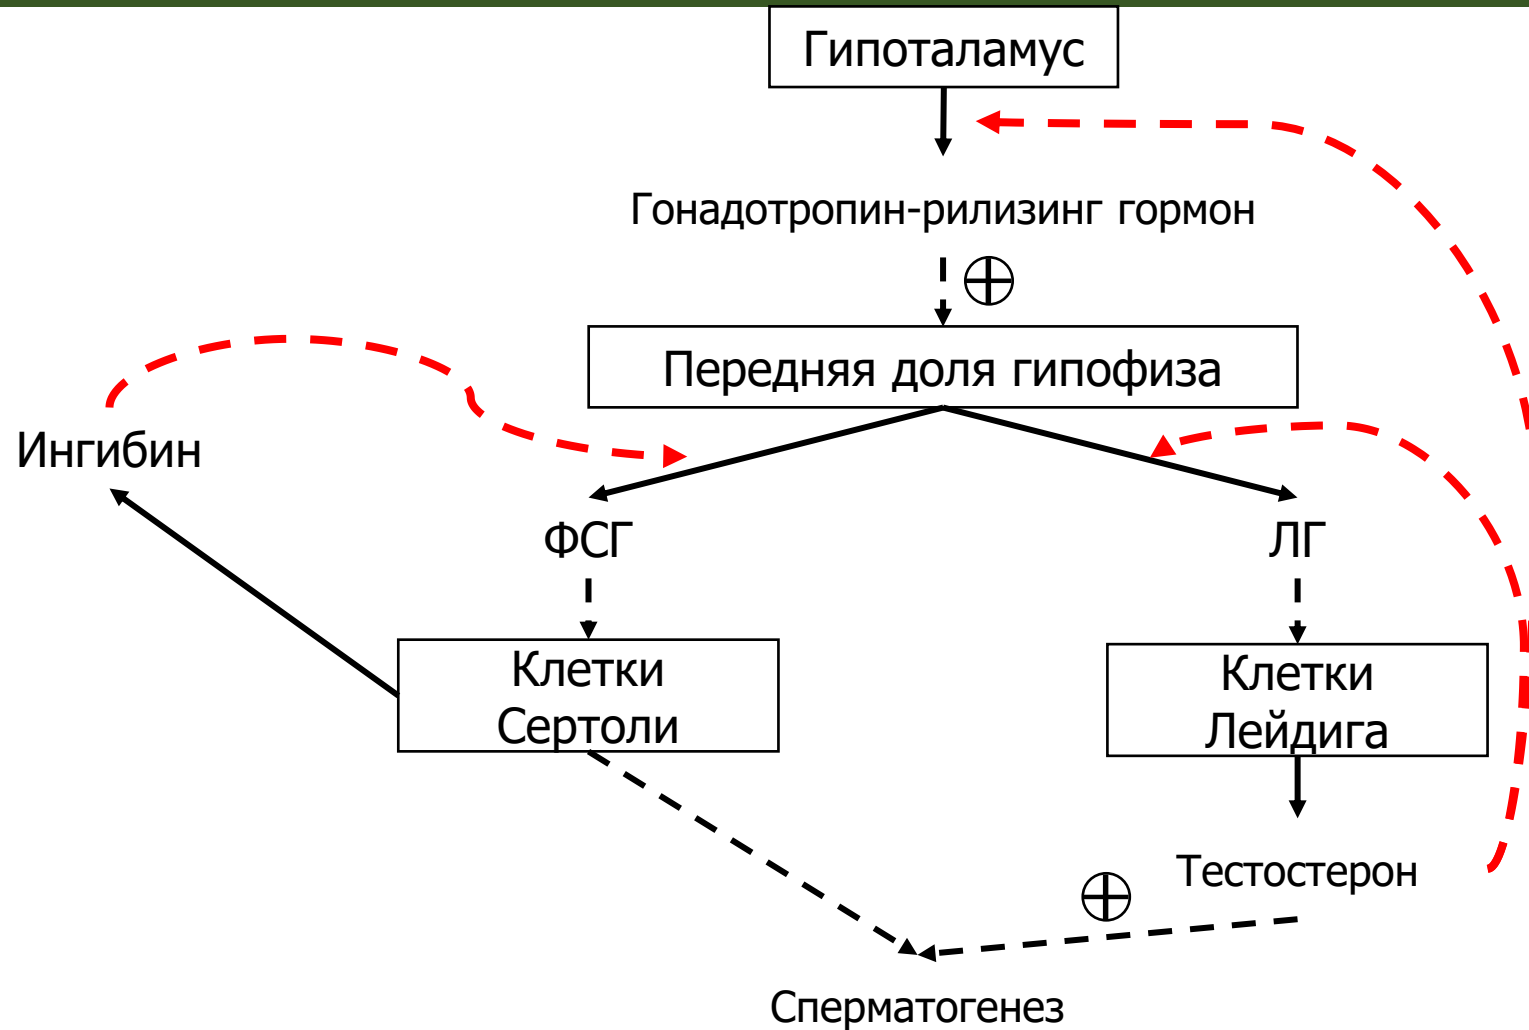 Гипоталамус
Гонадотропин-рилизинг гормон
Передняя доля гипофиза
Ингибин
ФСГ
ЛГ
Клетки
Сертоли
Клетки
Лейдига
Тестостерон
Сперматогенез